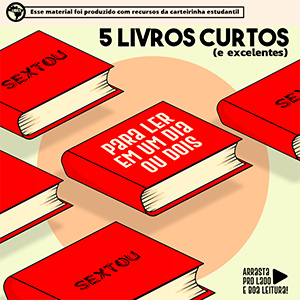 Esse material foi produzido com recursos da carteirinha estudantil
5 LIVROS CURTOS
(e excelentes)
SEXTOU
PARA LER
EM UM DIA
OU DOIS
SEXTOU
ARRASTA
PRO LADO
E BOA LEITURA!